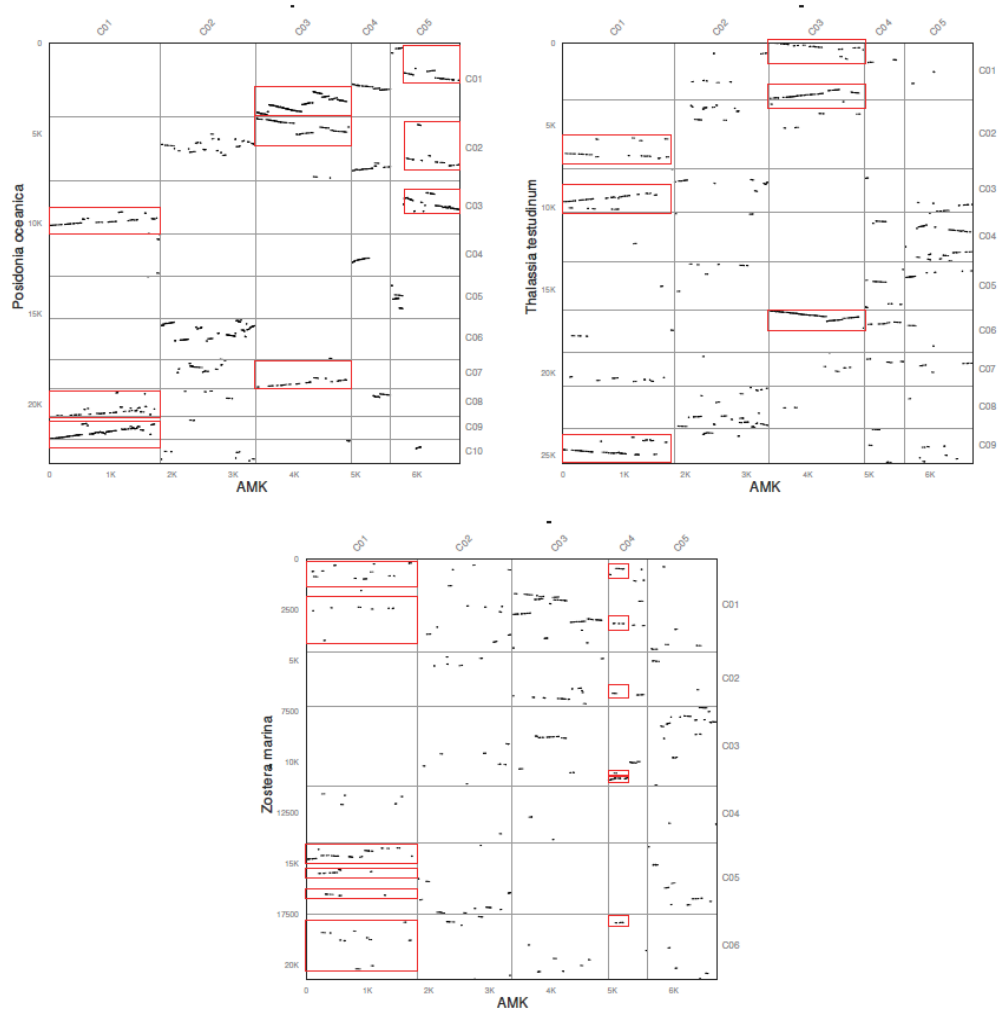 C01 C02 C03 C04 C05
0
5K
10K
15K
20K
Posidonia oceanica
C01
C02
C03
C04
C05
C06
C07
C08
C09
C10
0 1K 2K 3K 4K 5K 6K
AMK
C01 C02 C03 C04 C05
0
5K
10K
15K
20K
25K
Thalassia testudinum
C01
C02
C03
C04
C05
C06
C07
C08
C09
0 1K 2K 3K 4K 5K 6K
AMK
C01 C02 C03 C04 C05
0
2500
5K
7500
10K
12500
15K
17500
20K
Zostera marina
C01
C02
C03
C04
C05
C06
0 1K 2K 3K 4K 5K 6K
AMK